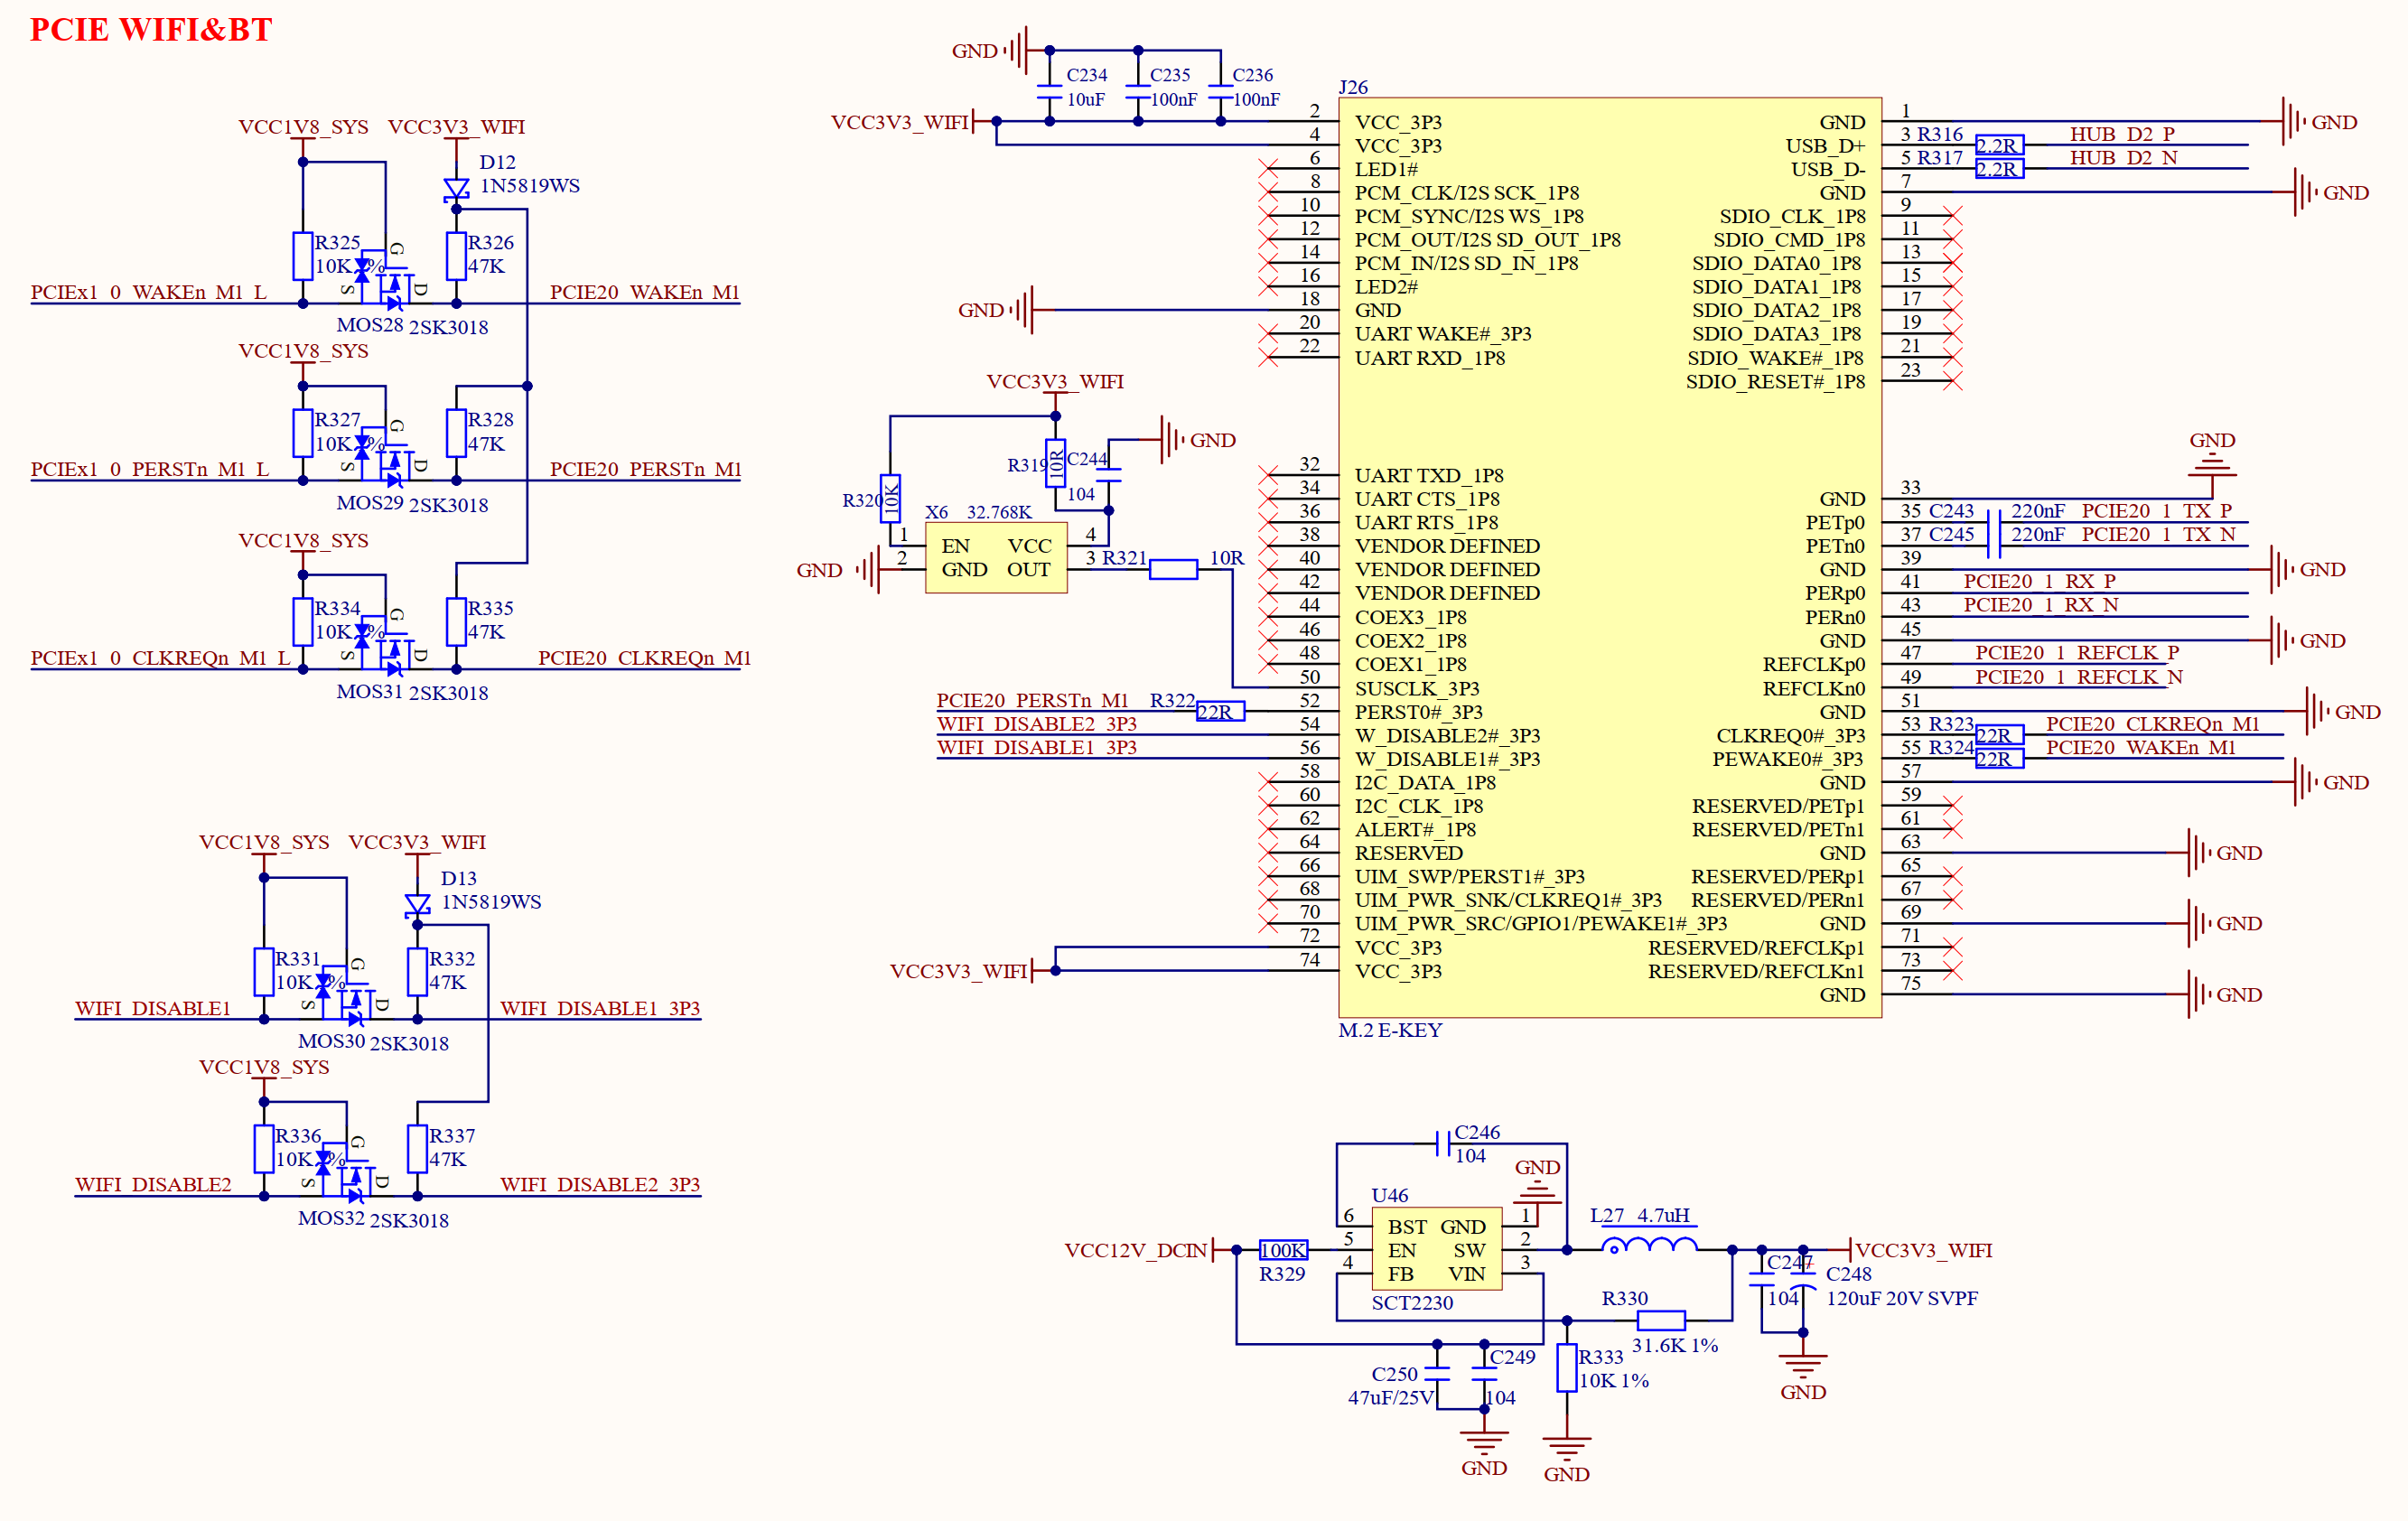 PCIE WIFI&BT
VCC1V8_SYS
VCC3V3_WIFI
D12
1N5819WS
R325
10K
%
G
S
D
R326
47K
PCIEx1_0_WAKEn_M1_L
PCIE20_WAKEn_M1
MOS28
2SK3018
VCC1V8_SYS
R327
10K
%
G
S
D
R328
47K
PCIEx1_0_PERSTn_M1_L
PCIE20_PERSTn_M1
MOS29
2SK3018
VCC1V8_SYS
R334
10K
%
G
S
D
R335
47K
PCIEx1_0_CLKREQn_M1_L
PCIE20_CLKREQn_M1
MOS31
2SK3018
VCC1V8_SYS
VCC3V3_WIFI
D13
1N5819WS
R331
10K
%
G
S
D
R332
47K
WIFI_DISABLE1
WIFI_DISABLE1_3P3
MOS30
2SK3018
VCC1V8_SYS
R336
10K
%
G
S
D
R337
47K
WIFI_DISABLE2
WIFI_DISABLE2_3P3
MOS32
2SK3018
GND
C234
10uF
C235
100nF
C236
100nF
VCC3V3_WIFI
GND
VCC3V3_WIFI
R320
10K
R319
10R
C244
104
GND
X6
32.768K
1 EN
2 GND
VCC 4
OUT 3
GND
R321
10R
PCIE20_PERSTn_M1
R322
22R
WIFI_DISABLE2_3P3
WIFI_DISABLE1_3P3
VCC3V3_WIFI
J26
2 VCC_3P3
4 VCC_3P3
6 LED1#
8 PCM_CLK/I2S SCK_1P8
10 PCM_SYNC/I2S WS_1P8
12 PCM_OUT/I2S SD_OUT_1P8
14 PCM_IN/I2S SD_IN_1P8
16 LED2#
18 GND
20 UART WAKE#_3P3
22 UART RXD_1P8
32 UART TXD_1P8
34 UART CTS_1P8
36 UART RTS_1P8
38 VENDOR DEFINED
40 VENDOR DEFINED
42 VENDOR DEFINED
44 COEX3_1P8
46 COEX2_1P8
48 COEX1_1P8
50 SUSCLK_3P3
52 PERST0#_3P3
54 W_DISABLE2#_3P3
56 W_DISABLE1#_3P3
58 I2C_DATA_1P8
60 I2C_CLK_1P8
62 ALERT#_1P8
64 RESERVED
66 UIM_SWP/PERST1#_3P3
68 UIM_PWR_SNK/CLKREQ1#_3P3
70 UIM_PWR_SRC/GPIO1/PEWAKE1#_3P3
72 VCC_3P3
74 VCC_3P3
GND 1 GND
USB_D+ 3 R316 2.2R HUB_D2_P
USB_D- 5 R317 2.2R HUB_D2_N
GND 7 GND
SDIO_CLK_1P8 9
SDIO_CMD_1P8 11
SDIO_DATA0_1P8 13
SDIO_DATA1_1P8 15
SDIO_DATA2_1P8 17
SDIO_DATA3_1P8 19
SDIO_WAKE#_1P8 21
SDIO_RESET#_1P8 23
GND
GND 33
PETp0 35 C243 220nF PCIE20_1_TX_P
PETn0 37 C245 220nF PCIE20_1_TX_N
GND 39 GND
PERp0 41 PCIE20_1_RX_P
PERn0 43 PCIE20_1_RX_N
GND 45 GND
REFCLKp0 47 PCIE20_1_REFCLK_P
REFCLKn0 49 PCIE20_1_REFCLK_N
GND 51 GND
CLKREQ0#_3P3 53 R323 22R PCIE20_CLKREQn_M1
PEWAKE0#_3P3 55 R324 22R PCIE20_WAKEn_M1
GND 57 GND
RESERVED/PETp1 59
RESERVED/PETn1 61
GND 63 GND
RESERVED/PERp1 65
RESERVED/PERn1 67
GND 69 GND
RESERVED/REFCLKp1 71
RESERVED/REFCLKn1 73
GND 75 GND
M.2 E-KEY
C246
104
GND
U46
6 BST GND 1
5 EN SW 2
4 FB VIN 3
SCT2230
VCC12V_DCIN
100K
R329
L27 4.7uH
VCC3V3_WIFI
C247
104
C248
120uF 20V SVPF
R330
31.6K 1%
R333
10K 1%
C250
47uF/25V
C249
104
GND
GND
GND